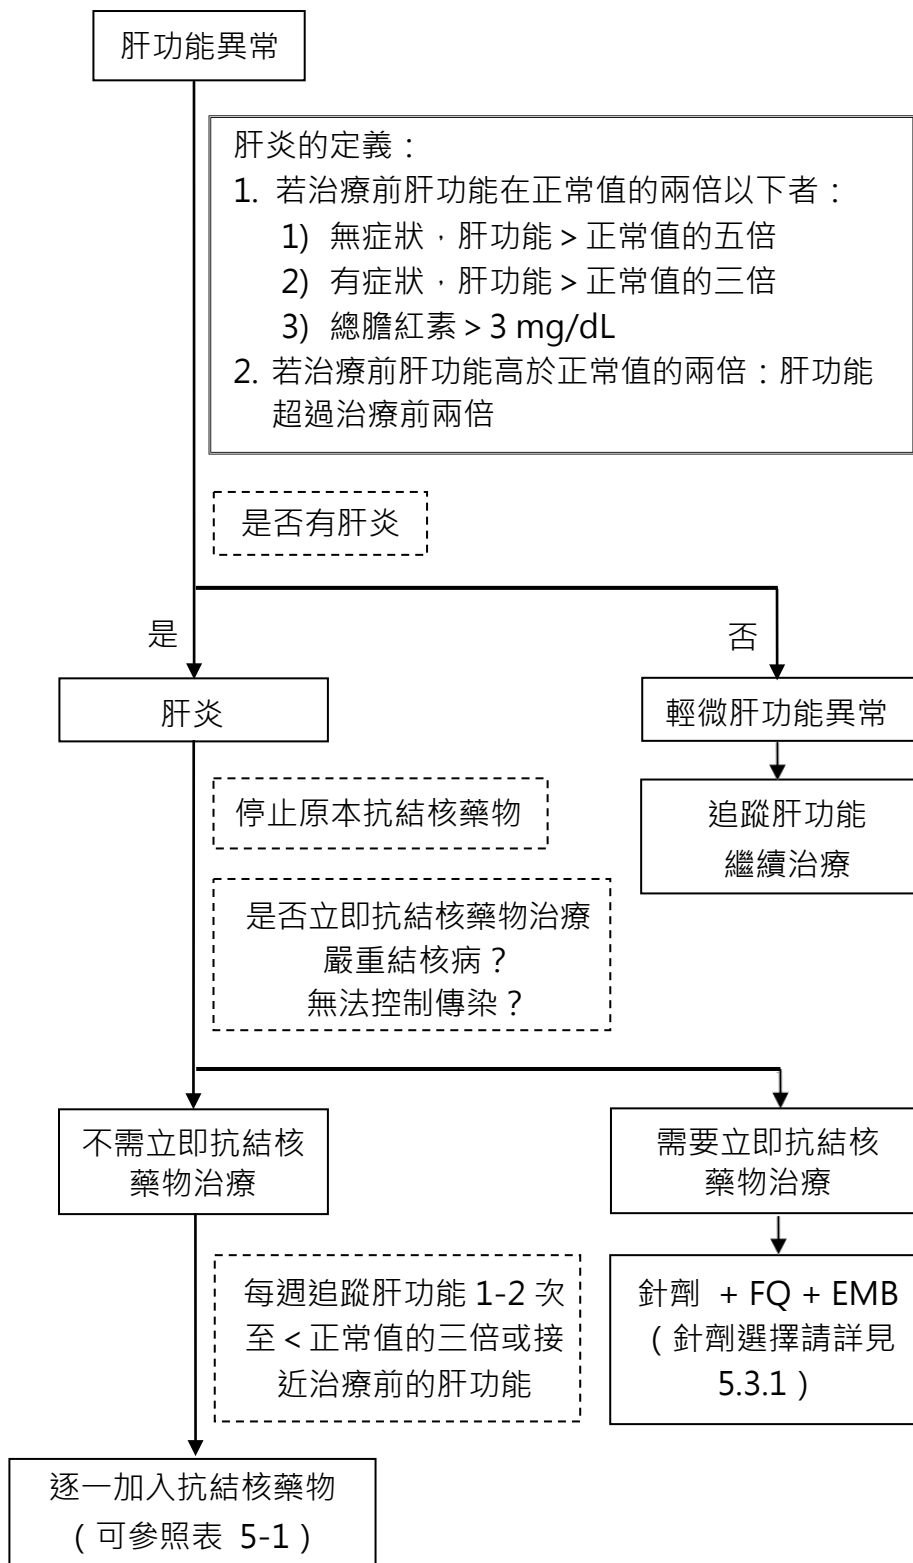 肝功能異常
肝炎的定義：
1. 若治療前肝功能在正常值的兩倍以下者：
1) 無症狀，肝功能 > 正常值的五倍
2) 有症狀，肝功能 > 正常值的三倍
3) 總膽紅素 > 3 mg/dL
2. 若治療前肝功能高於正常值的兩倍：肝功能
超過治療前兩倍
是否有肝炎
是
否
肝炎
輕微肝功能異常
停止原本抗結核藥物
追蹤肝功能
繼續治療
是否立即抗結核藥物治療
嚴重結核病？
無法控制傳染？
不需立即抗結核
藥物治療
需要立即抗結核
藥物治療
每週追蹤肝功能 1-2 次
至 < 正常值的三倍或接
近治療前的肝功能
針劑 + FQ + EMB
（針劑選擇請詳見
5.3.1）
逐一加入抗結核藥物
（可參照表 5-1）